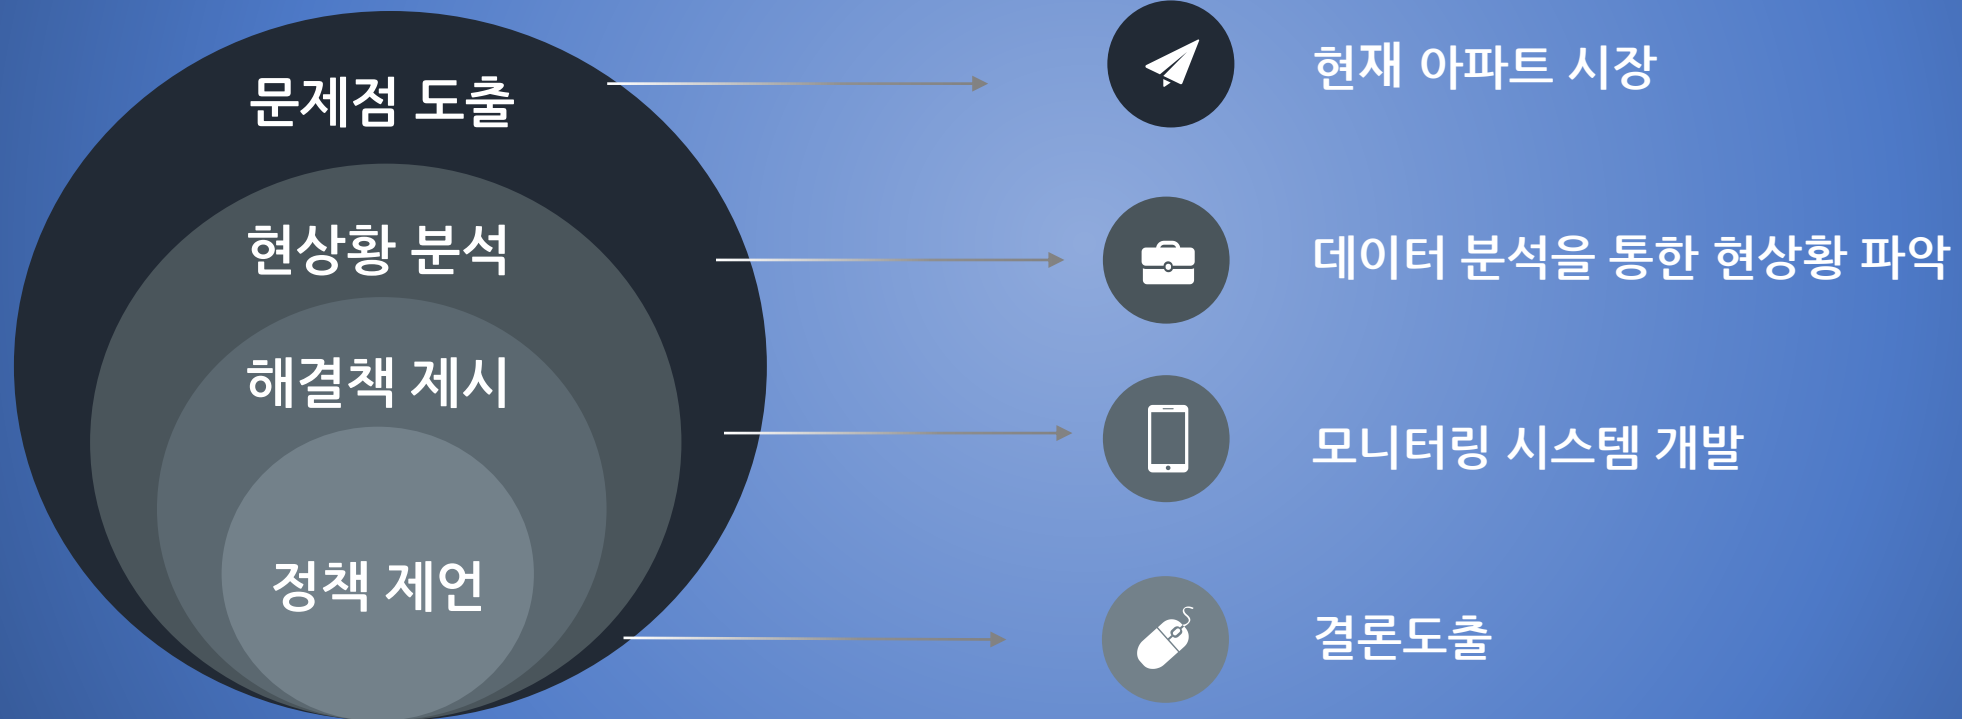 문제점 도출
현재 아파트 시장
현상황 분석
데이터 분석을 통한 현상황 파악
해결책 제시
모니터링 시스템 개발
정책 제언
결론도출